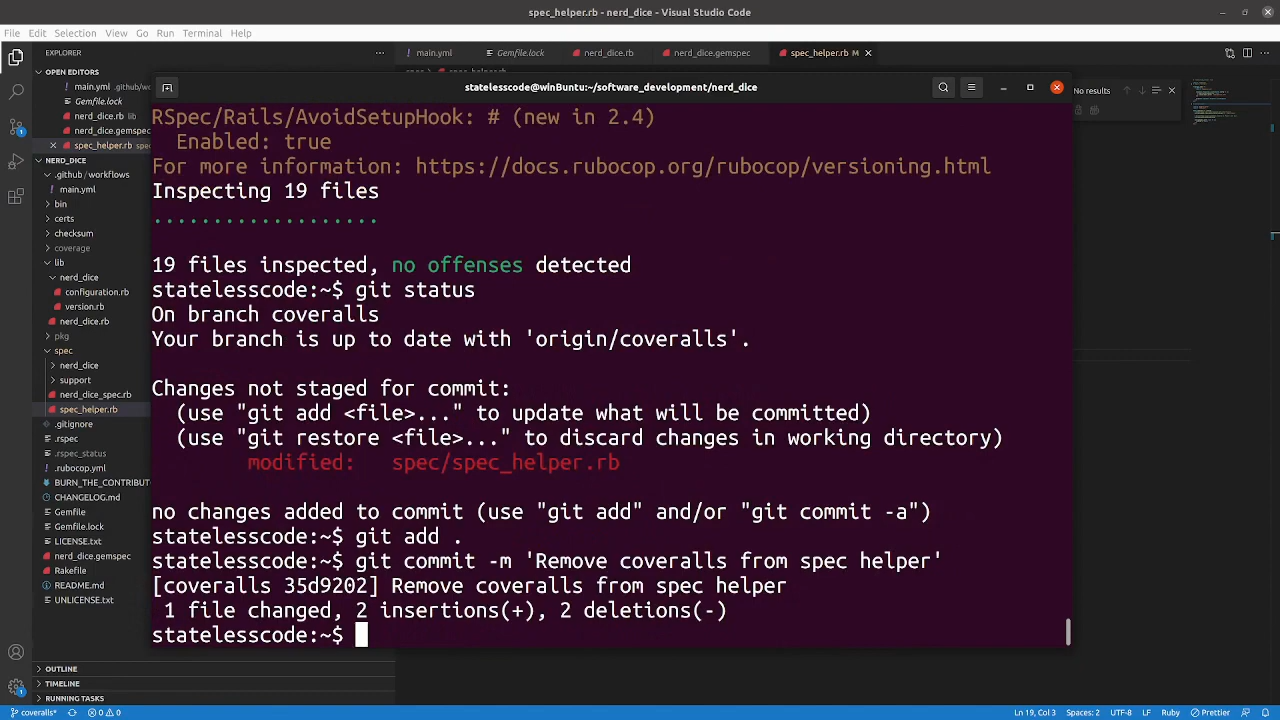 spec_helper.rb - nerd_dice - Visual Studio Code
File Edit Selection View Go Run Terminal Help
EXPLORER
main.yml
Gemfile.lock
nerd_dice.rb
nerd_dice.gemspec
spec_helper.rb M
OPEN EDITORS
main.yml .github/wo
Gemfile.lock
nerd_dice.rb lib
nerd_dice.gemspec
spec_helper.rb spec
No results
NERD_DICE
.github / workflows
main.yml
bin
certs
checksum
coverage
lib
nerd_dice
configuration.rb
version.rb
nerd_dice.rb
pkg
spec
nerd_dice
support
nerd_dice_spec.rb
spec_helper.rb
.gitignore
.rspec
.rspec_status
.rubocop.yml
BURN_THE_CONTRIBUT
CHANGELOG.md
Gemfile
Gemfile.lock
LICENSE.txt
nerd_dice.gemspec
Rakefile
README.md
UNLICENSE.txt
OUTLINE
TIMELINE
RUNNING TASKS
statelesscode@winBuntu:~/software_development/nerd_dice
RSpec/Rails/AvoidSetupHook: # (new in 2.4)
Enabled: true
For more information: https://docs.rubocop.org/rubocop/versioning.html
Inspecting 19 files
...................
19 files inspected, no offenses detected
statelesscode:~$ git status
On branch coveralls
Your branch is up to date with 'origin/coveralls'.
Changes not staged for commit:
(use "git add <file>..." to update what will be committed)
(use "git restore <file>..." to discard changes in working directory)
modified: spec/spec_helper.rb
no changes added to commit (use "git add" and/or "git commit -a")
statelesscode:~$ git add .
statelesscode:~$ git commit -m 'Remove coveralls from spec helper'
[coveralls 35d9202] Remove coveralls from spec helper
1 file changed, 2 insertions(+), 2 deletions(-)
statelesscode:~$
coveralls* 0 0 Ln 19, Col 3 Spaces: 2 UTF-8 LF Ruby Prettier